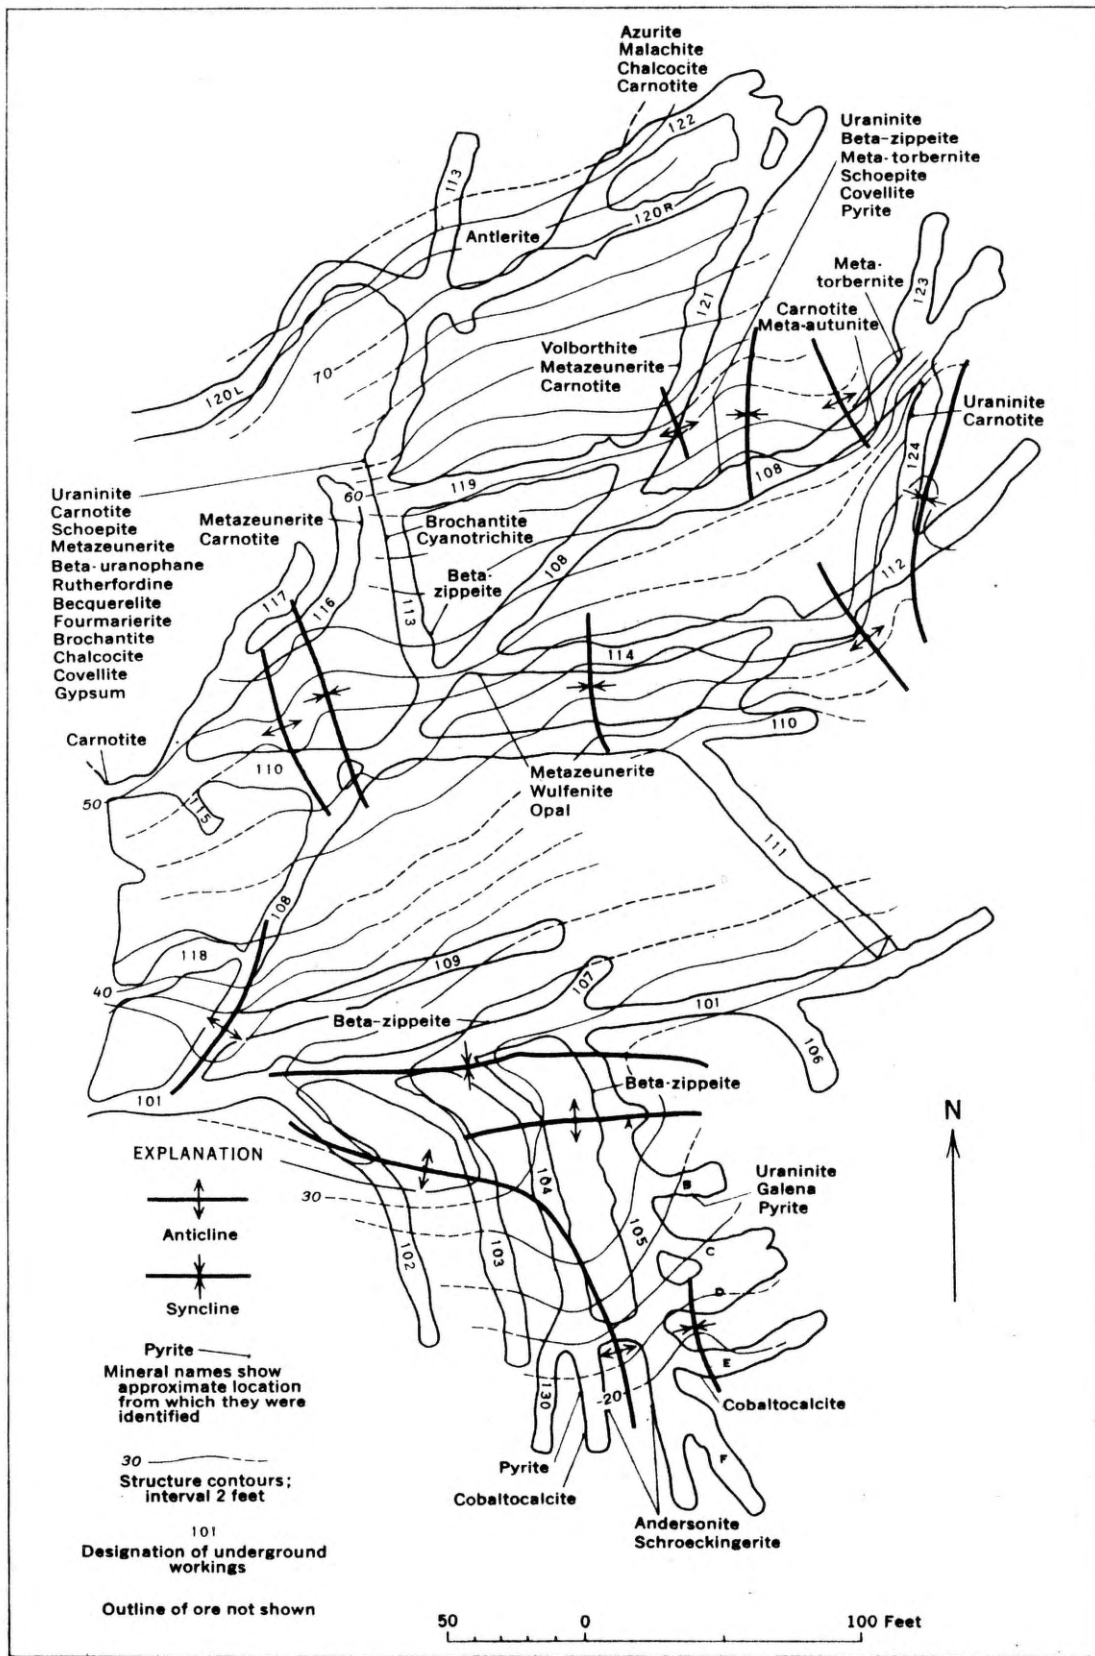 Azurite
Malachite
Chalcocite
Carnotite
Uraninite
Beta-zippeite
Meta-torbernite
Schoepite
Covellite
Pyrite
122
113
120R
Antlerite
Meta-
torbernite
123
121
Carnotite
Meta-autunite
Volborthite
Metazeunerite
Carnotite
70
120L
Uraninite
Carnotite
124
108
119
60
Uraninite
Carnotite
Schoepite
Metazeunerite
Beta-uranophane
Rutherfordine
Becquerelite
Fourmarierite
Brochantite
Chalcocite
Covellite
Gypsum
Metazeunerite
Carnotite
Brochantite
Cyanotrichite
Beta-
zippeite
108
112
117
116
113
114
110
Carnotite
110
50
115
Metazeunerite
Wulfenite
Opal
111
108
118
109
107
40
101
Beta-zippeite
106
101
Beta-zippeite
A
N
EXPLANATION
Anticline
Syncline
Pyrite
Mineral names show
approximate location
from which they were
identified
30
Structure contours;
interval 2 feet
101
Designation of underground
workings
Outline of ore not shown
30
104
B
Uraninite
Galena
Pyrite
102
103
105
C
D
E
130
20
Cobaltocalcite
F
Pyrite
Cobaltocalcite
Andersonite
Schroeckingerite
50 0 100 Feet